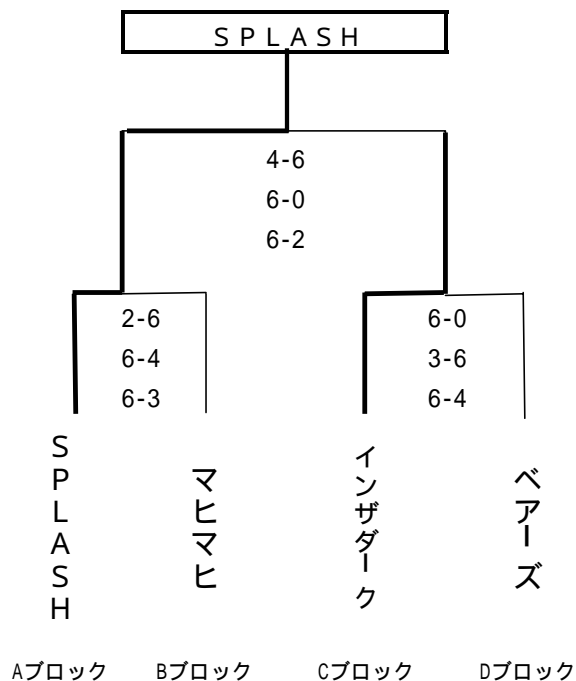 SPLASH
4-6
6-0
6-2
2-6
6-4
6-3
6-0
3-6
6-4
SPLASH
マヒマヒ
インザダーク
ベアーズ
Aブロック
Bブロック
Cブロック
Dブロック